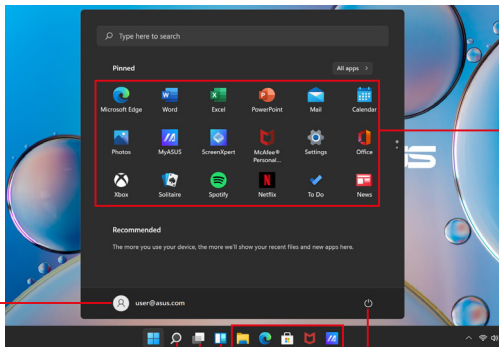 Type here to search
Pinned
All apps >
Microsoft Edge
Word
Excel
PowerPoint
Mail
Calendar
Photos
MyASUS
ScreenXpert
McAfee®
Personal...
Settings
Office
Xbox
Solitaire
Spotify
Netflix
To Do
News
Recommended
The more you use your device, the more we'll show your recent files and new apps here.
user@asus.com